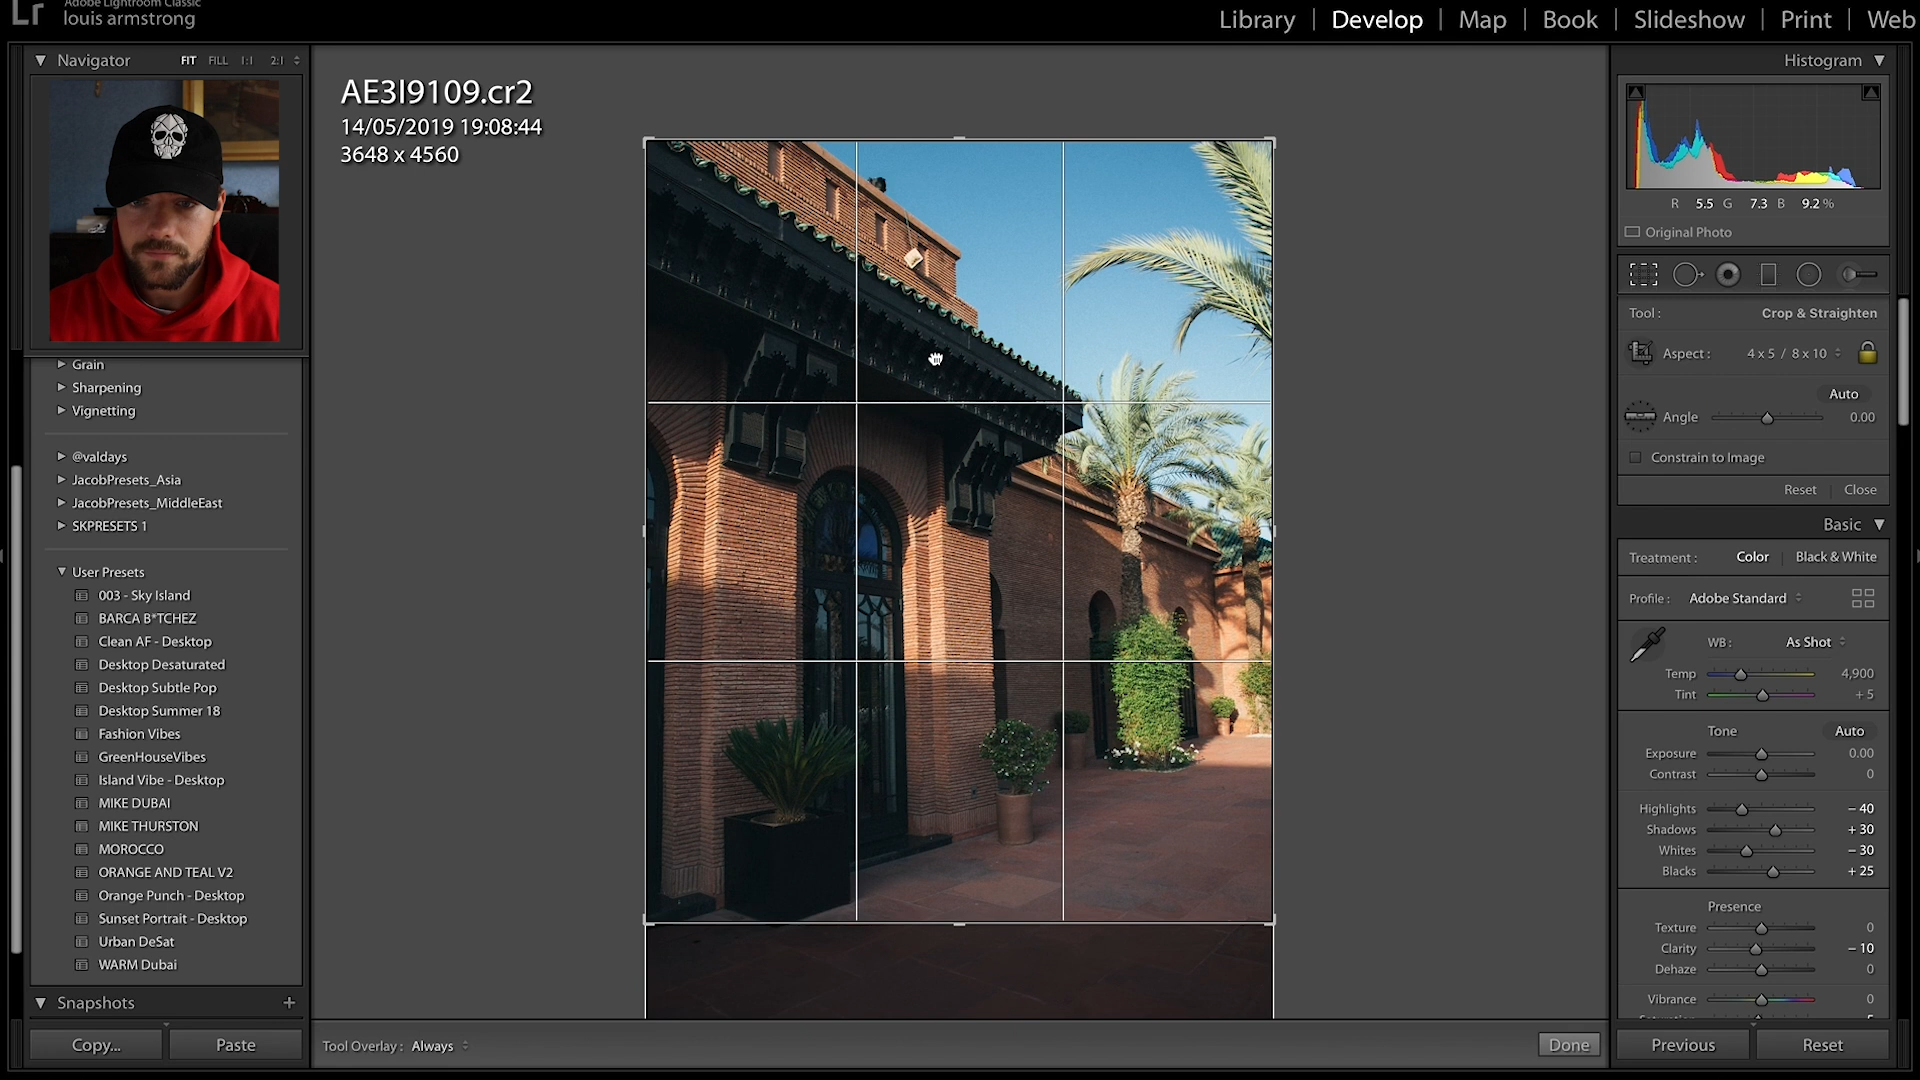 Lr
Adobe Lightroom Classic
louis armstrong
Library | Develop | Map | Book | Slideshow | Print | Web
Navigator FIT FILL 1:1 2:1
Grain
Sharpening
Vignetting
@valdays
JacobPresets_Asia
JacobPresets_MiddleEast
SKPRESETS 1
User Presets
003 - Sky Island
BARCA B*TCHEZ
Clean AF - Desktop
Desktop Desaturated
Desktop Subtle Pop
Desktop Summer 18
Fashion Vibes
GreenHouseVibes
Island Vibe - Desktop
MIKE DUBAI
MIKE THURSTON
MOROCCO
ORANGE AND TEAL V2
Orange Punch - Desktop
Sunset Portrait - Desktop
Urban DeSat
WARM Dubai
Snapshots +
Copy... Paste
AE3I9109.cr2
14/05/2019 19:08:44
3648 x 4560
Tool Overlay : Always
Done
Histogram
R 5.5 G 7.3 B 9.2 %
Original Photo
Tool : Crop & Straighten
Aspect : 4 x 5 / 8 x 10
Auto
Angle 0.00
Constrain to Image
Reset | Close
Basic
Treatment : Color | Black & White
Profile : Adobe Standard
WB : As Shot
Temp 4,900
Tint + 5
Tone Auto
Exposure 0.00
Contrast 0
Highlights − 40
Shadows + 30
Whites − 30
Blacks + 25
Presence
Texture 0
Clarity − 10
Dehaze 0
Vibrance 0
Previous Reset